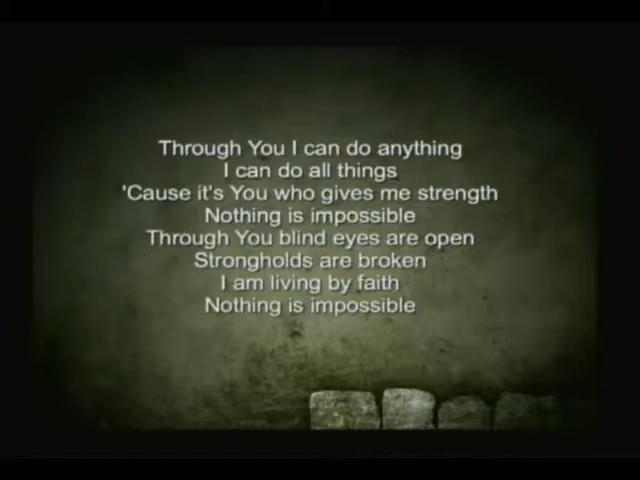 Through You I can do anything
I can do all things
'Cause it's You who gives me strength
Nothing is impossible
Through You blind eyes are open
Strongholds are broken
I am living by faith
Nothing is impossible